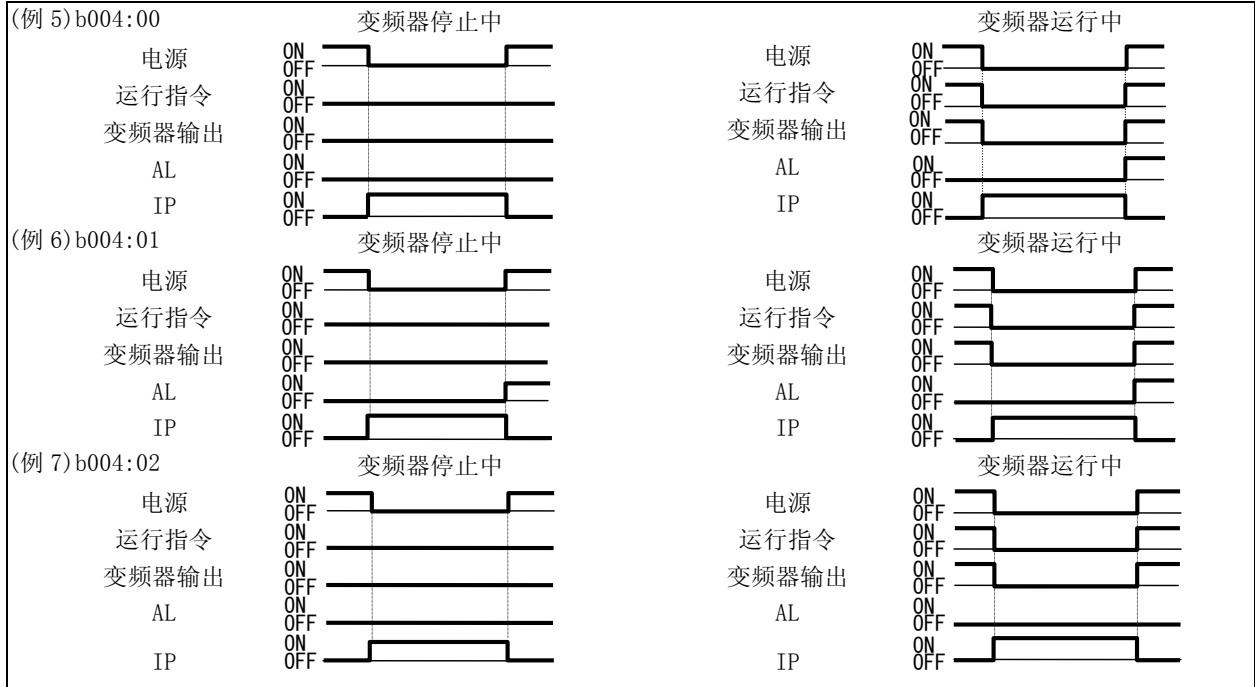 (例 5)b004:00 变频器停止中 变频器运行中
电源 ON OFF 电源 ON OFF
运行指令 ON OFF 运行指令 ON OFF
变频器输出 ON OFF 变频器输出 ON OFF
AL ON OFF AL ON OFF
IP ON OFF IP ON OFF
(例 6)b004:01 变频器停止中 变频器运行中
电源 ON OFF 电源 ON OFF
运行指令 ON OFF 运行指令 ON OFF
变频器输出 ON OFF 变频器输出 ON OFF
AL ON OFF AL ON OFF
IP ON OFF IP ON OFF
(例 7)b004:02 变频器停止中 变频器运行中
电源 ON OFF 电源 ON OFF
运行指令 ON OFF 运行指令 ON OFF
变频器输出 ON OFF 变频器输出 ON OFF
AL ON OFF AL ON OFF
IP ON OFF IP ON OFF